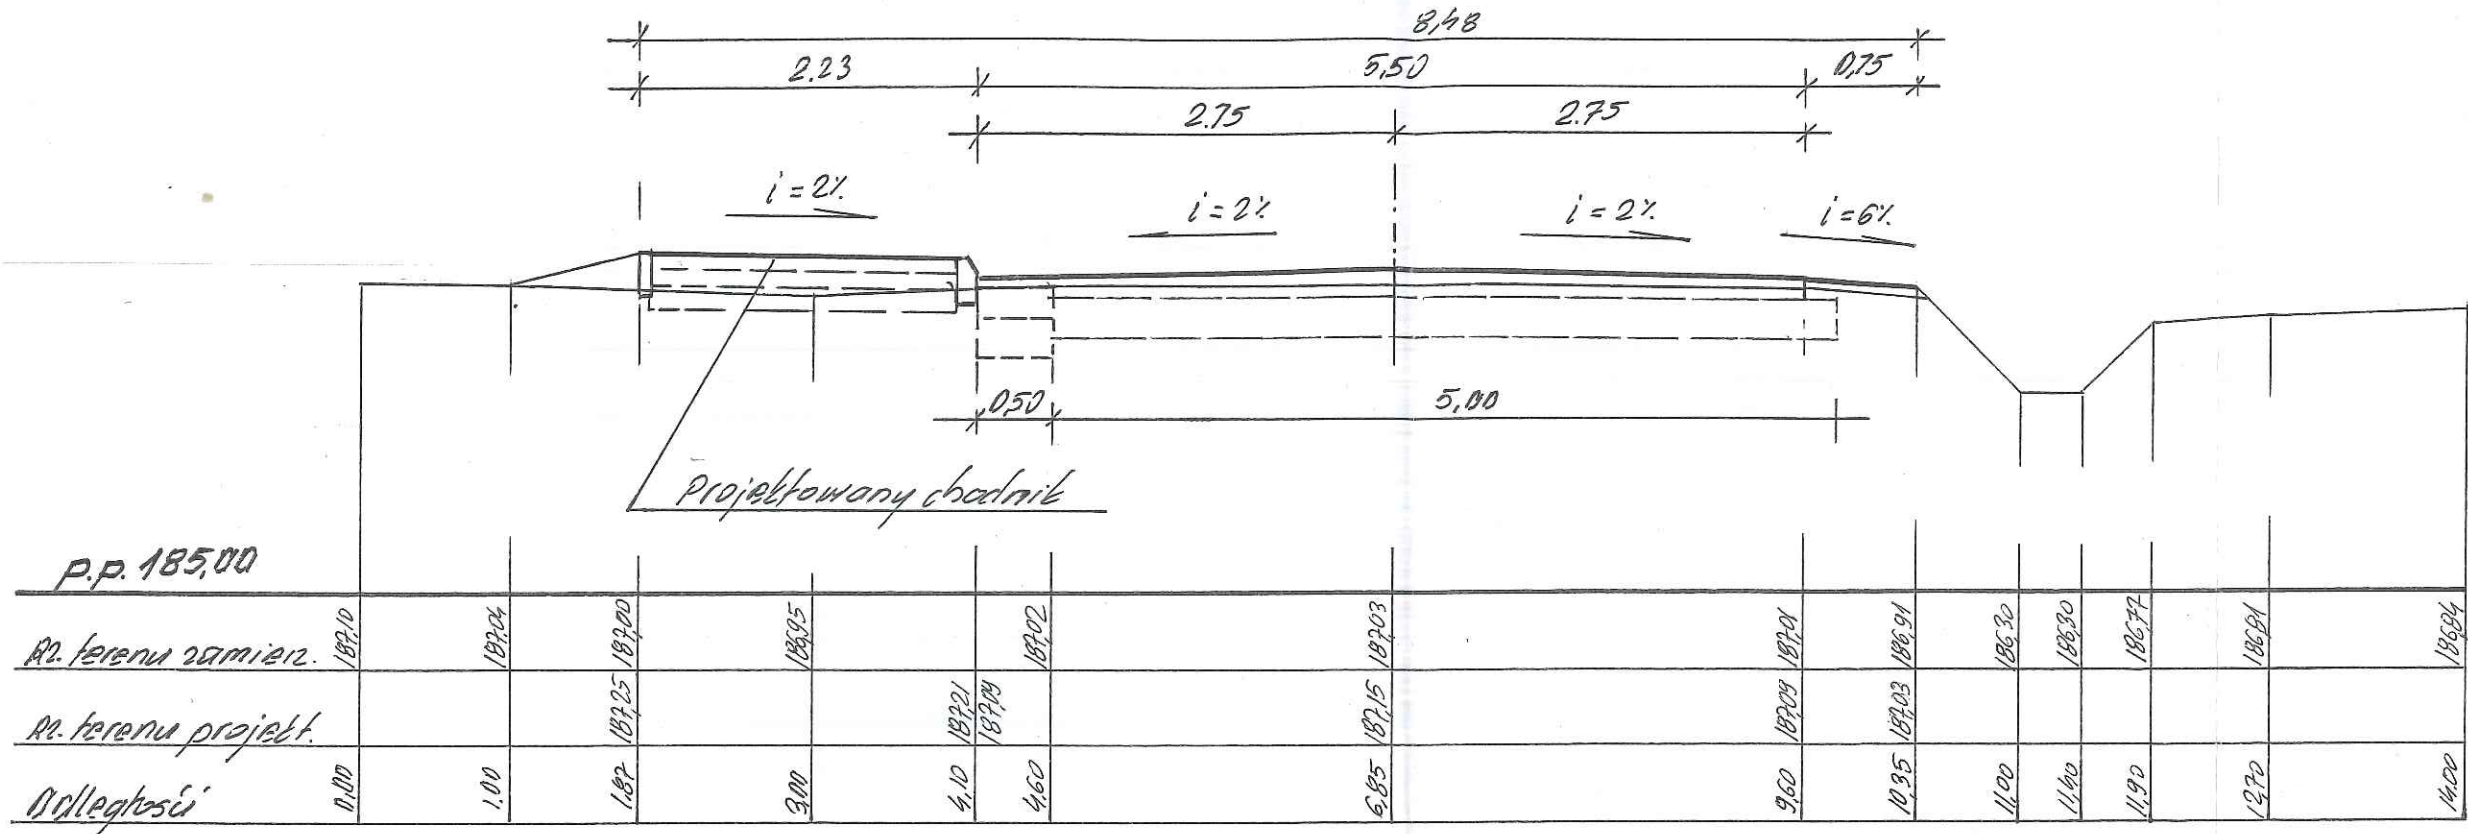 8,48
2.23 5,50 0,75
2.75 2.75
i=2% i=2% i=2% i=6%
0,50 5,00
Projektowany chodnik
p.p. 185,00
Rz. terenu zamierz. 187,10 187,04 187,00 186,95 187,02 187,03 187,01 186,91 186,30 186,30 186,77 186,81 186,84
Rz. terenu projekt. 187,25 187,21 187,09 187,15 187,09 187,03
Odległości 0,00 1,00 1,87 3,00 4,10 4,60 6,85 9,60 10,35 11,00 11,40 11,90 12,70 14,00